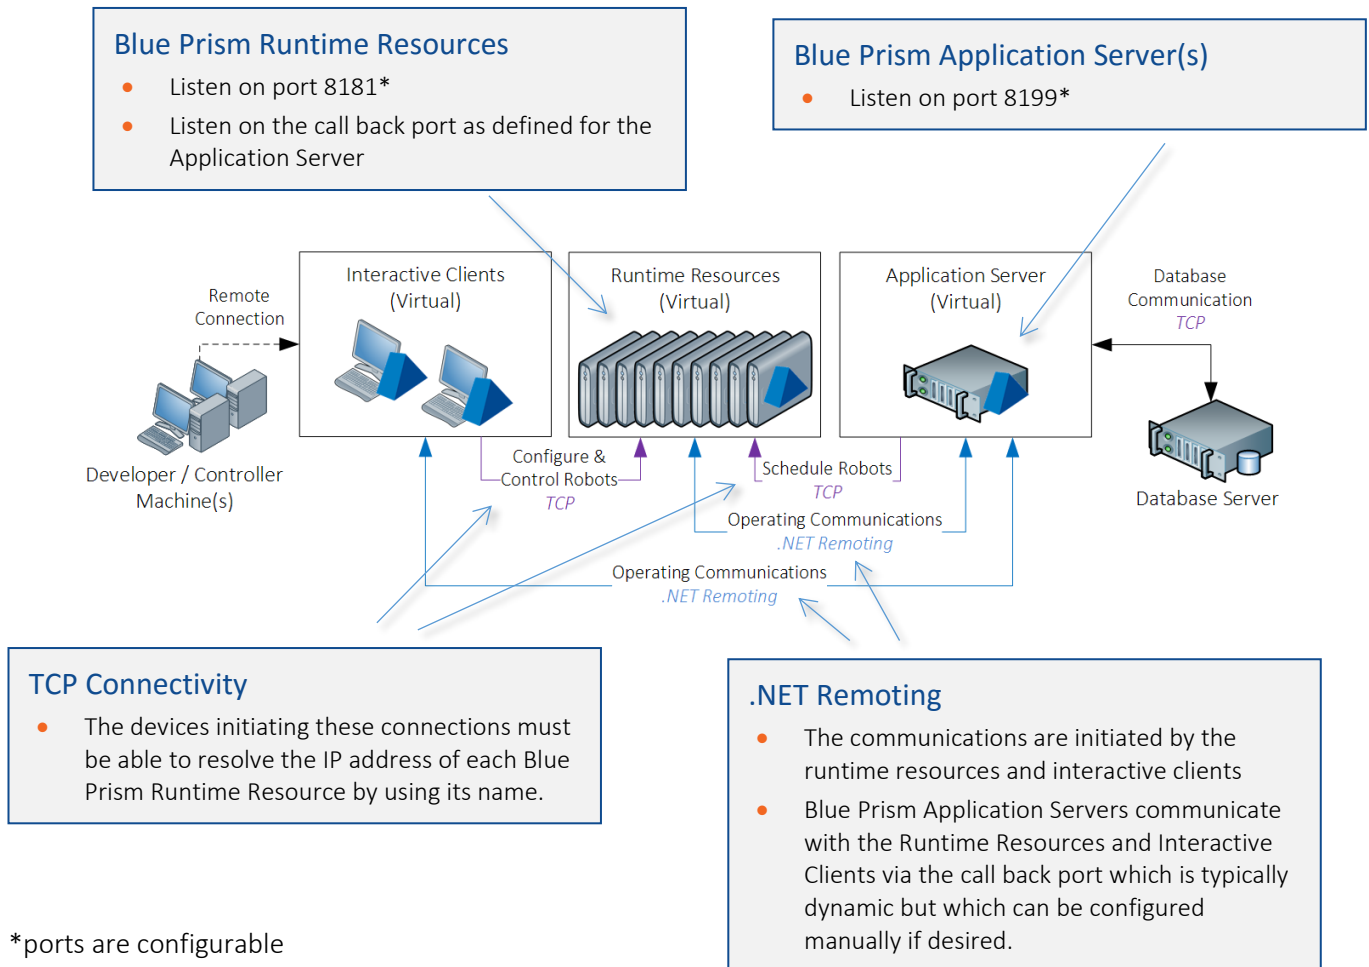 Blue Prism Runtime Resources
• Listen on port 8181*
• Listen on the call back port as defined for the
Application Server
Blue Prism Application Server(s)
• Listen on port 8199*
Remote
Connection
Developer / Controller
Machine(s)
Interactive Clients
(Virtual)
Runtime Resources
(Virtual)
Application Server
(Virtual)
Database
Communication
TCP
Database Server
Configure &
Control Robots
TCP
Schedule Robots
TCP
Operating Communications
.NET Remoting
Operating Communications
.NET Remoting
TCP Connectivity
• The devices initiating these connections must
be able to resolve the IP address of each Blue
Prism Runtime Resource by using its name.
.NET Remoting
• The communications are initiated by the
runtime resources and interactive clients
• Blue Prism Application Servers communicate
with the Runtime Resources and Interactive
Clients via the call back port which is typically
dynamic but which can be configured
manually if desired.
*ports are configurable